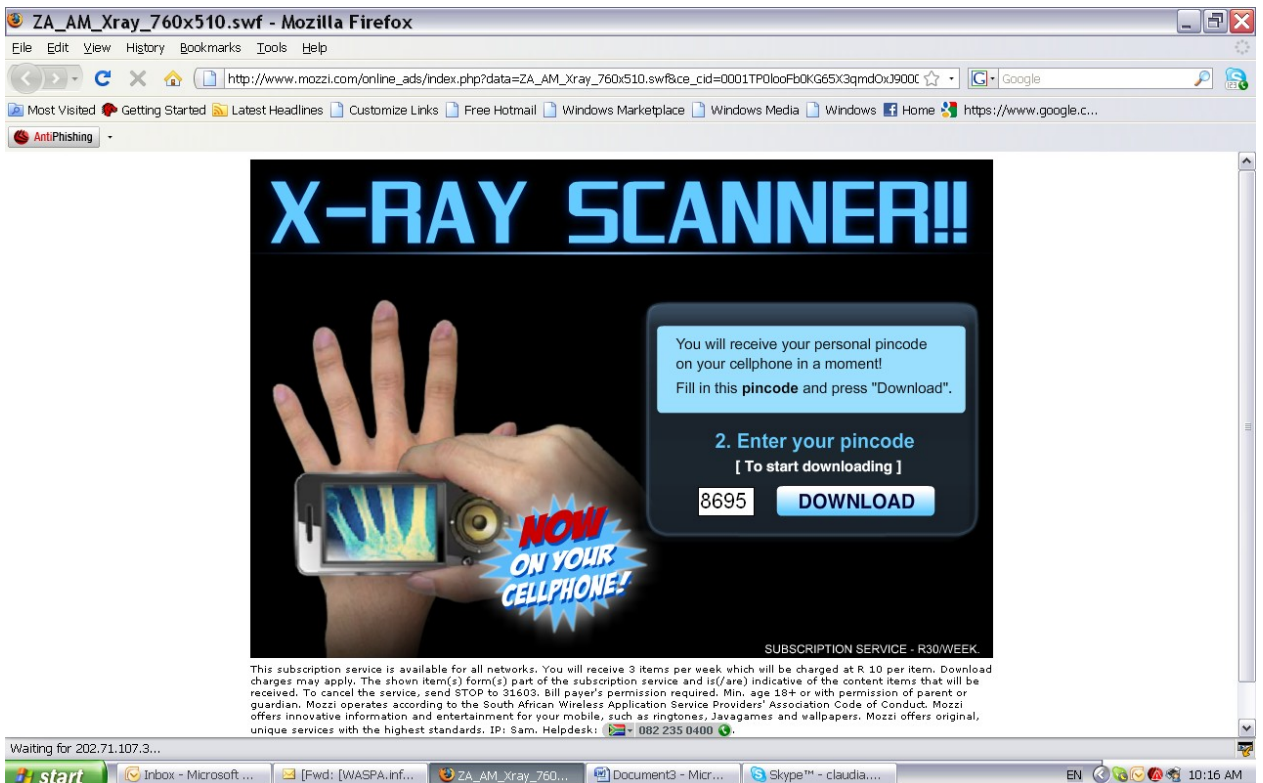 ZA_AM_Xray_760x510.swf - Mozilla Firefox
File Edit View History Bookmarks Tools Help
http://www.mozzi.com/online_ads/index.php?data=ZA_AM_Xray_760x510.swf&ce_cid= Google
Most Visited Getting Started Latest Headlines Customize Links Free Hotmail Windows Marketplace Windows Media Windows Home https://www.google.c...
AntiPhishing
X-RAY SCANNER!!
You will receive your personal pincode
on your cellphone in a moment!
Fill in this pincode and press "Download".
2. Enter your pincode
[ To start downloading ]
8695 DOWNLOAD
NOW
ON YOUR
CELLPHONE!
SUBSCRIPTION SERVICE - R30/WEEK.
This subscription service is available for all networks. You will receive 3 items per week which will be charged at R 10 per item. Download
charges may apply. The shown item(s) form(s) part of the subscription service and is(/are) indicative of the content items that will be
received. To cancel the service, send STOP to 31603. Bill payer's permission required. Min. age 18+ or with permission of parent or
guardian. Mozzi operates according to the South African Wireless Application Service Providers' Association Code of Conduct. Mozzi
offers innovative information and entertainment for your mobile, such as ringtones, Javagames and wallpapers. Mozzi offers original,
unique services with the highest standards. IP: Sam. Helpdesk: 082 235 0400.
Waiting for 202.71.107.3...
start Inbox - Microsoft ... [Fwd: [WASPA.inf... ZA_AM_Xray_760... Document3 - Micr... Skype™ - claudia.... EN 10:16 AM